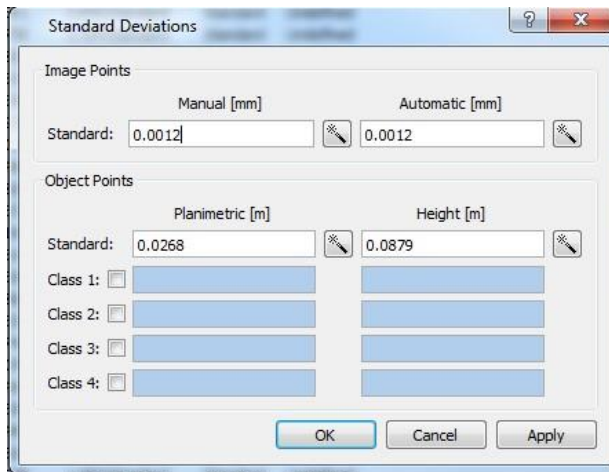 Standard Deviations
?
Image Points
Manual [mm] Automatic [mm]
Standard: 0.0012 0.0012
Object Points
Planimetric [m] Height [m]
Standard: 0.0268 0.0879
Class 1:
Class 2:
Class 3:
Class 4:
OK Cancel Apply